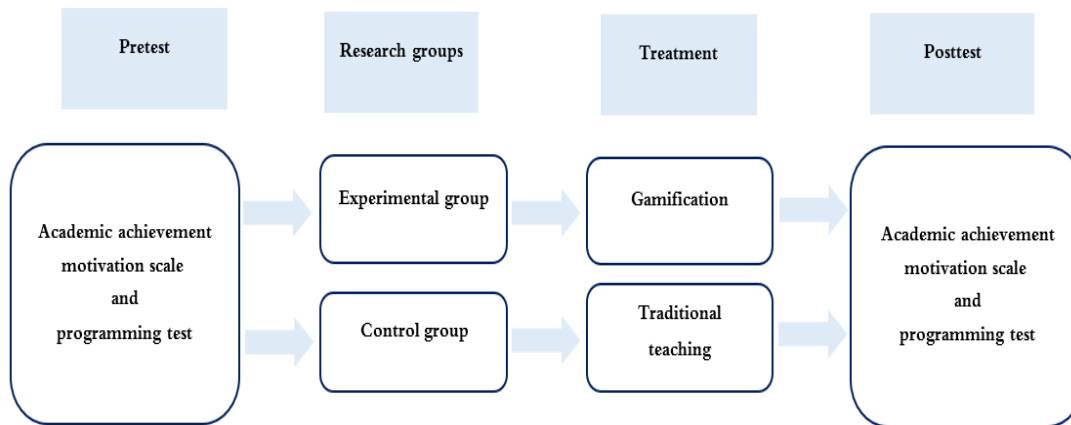 Pretest
Research groups
Treatment
Posttest
Academic achievement
motivation scale
and
programming test
Experimental group
Gamification
Control group
Traditional
teaching
Academic achievement
motivation scale
and
programming test